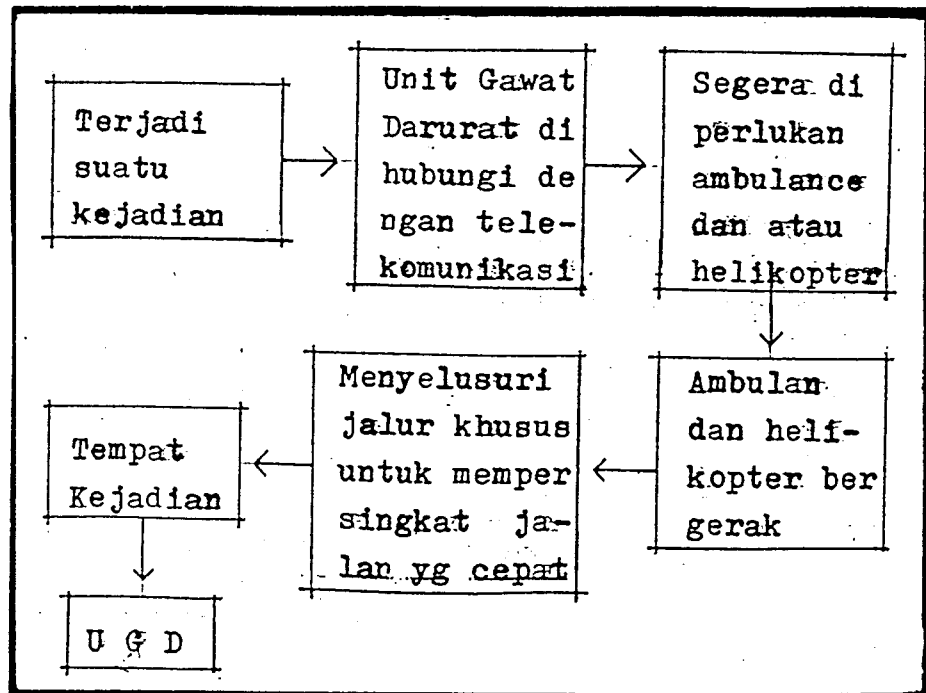 Terjadi
suatu
kejadian
Unit Gawat
Darurat di
hubungi de
ngan tele-
komunikasi
Segera di
perlukan
ambulance
dan atau
helikopter
Ambulan
dan heli-
kopter ber
gerak
Menyelusuri
jalur khusus
untuk memper
singkat ja-
lan yg cepat
Tempat
Kejadian
U G D